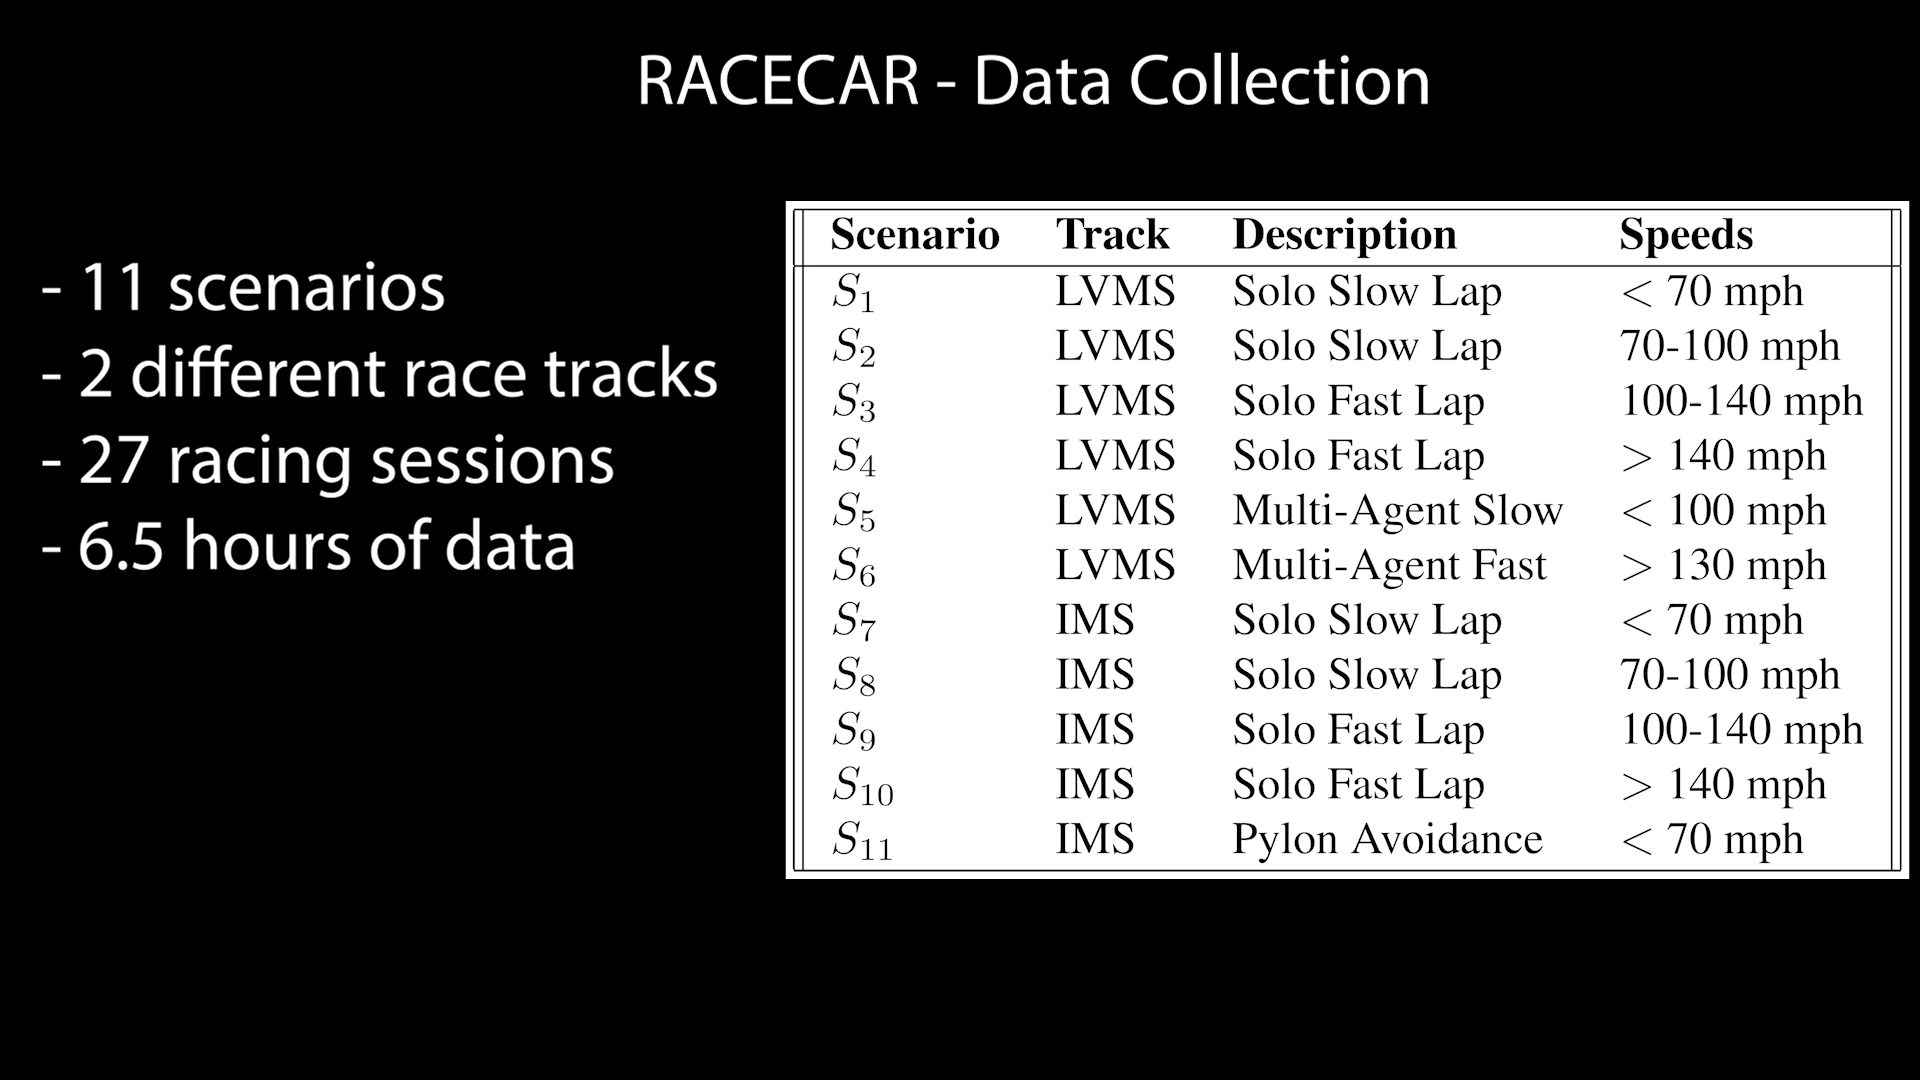 RACECAR - Data Collection
- 11 scenarios
- 2 different race tracks
- 27 racing sessions
- 6.5 hours of data
Scenario Track Description Speeds
S1 LVMS Solo Slow Lap < 70 mph
S2 LVMS Solo Slow Lap 70-100 mph
S3 LVMS Solo Fast Lap 100-140 mph
S4 LVMS Solo Fast Lap > 140 mph
S5 LVMS Multi-Agent Slow < 100 mph
S6 LVMS Multi-Agent Fast > 130 mph
S7 IMS Solo Slow Lap < 70 mph
S8 IMS Solo Slow Lap 70-100 mph
S9 IMS Solo Fast Lap 100-140 mph
S10 IMS Solo Fast Lap > 140 mph
S11 IMS Pylon Avoidance < 70 mph